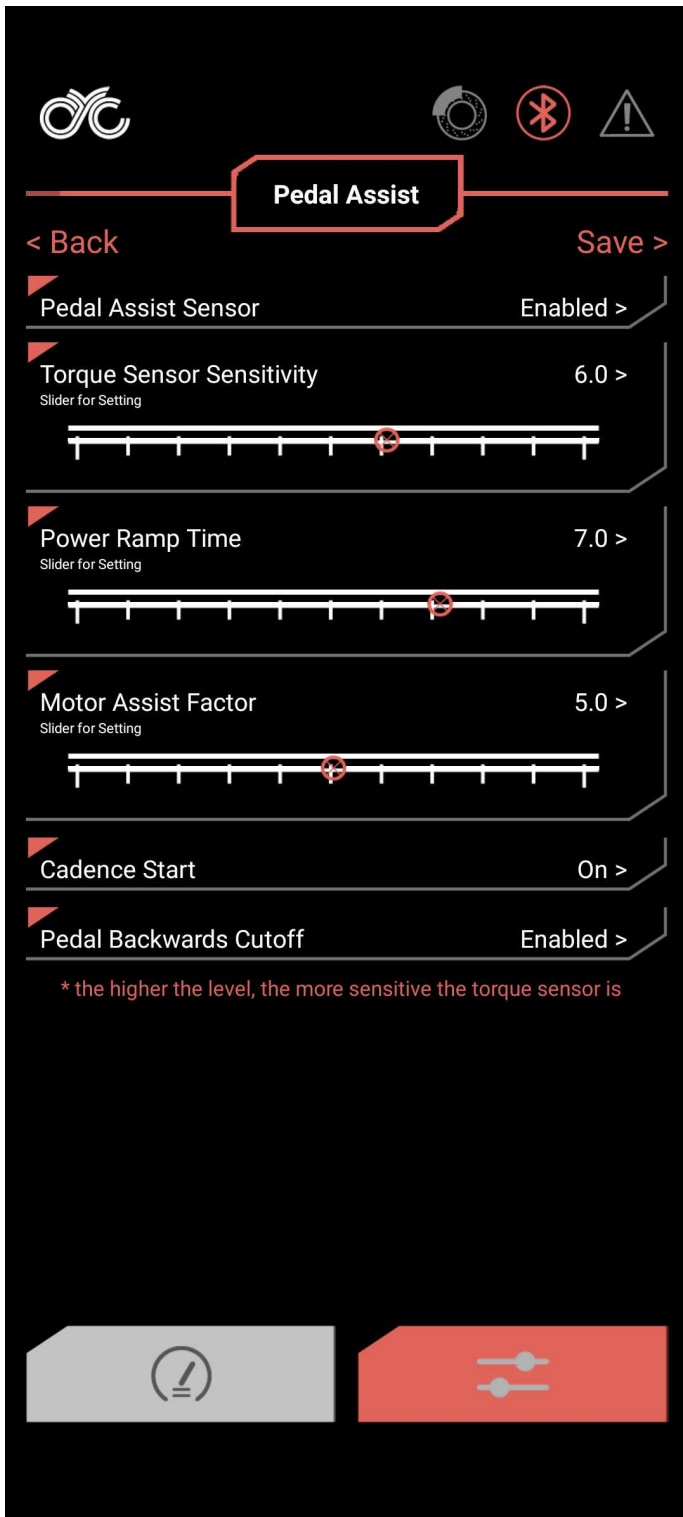 CYC
Pedal Assist
< Back Save >
Pedal Assist Sensor Enabled >
Torque Sensor Sensitivity 6.0 >
Slider for Setting
Power Ramp Time 7.0 >
Slider for Setting
Motor Assist Factor 5.0 >
Slider for Setting
Cadence Start On >
Pedal Backwards Cutoff Enabled >
* the higher the level, the more sensitive the torque sensor is